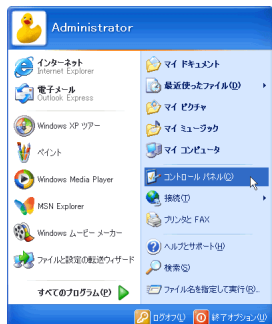 Administrator
インターネット
Internet Explorer
電子メール
Outlook Express
Windows XP ツアー
ペイント
Windows Media Player
MSN Explorer
Windows ムービー メーカー
ファイルと設定の転送ウィザード
すべてのプログラム(P)
マイ ドキュメント
最近使ったファイル(D)
マイ ピクチャ
マイ ミュージック
マイ コンピュータ
コントロール パネル(C)
接続(T)
プリンタと FAX
ヘルプとサポート(H)
検索(S)
ファイル名を指定して実行(R)...
ログオフ(L)
終了オプション(U)